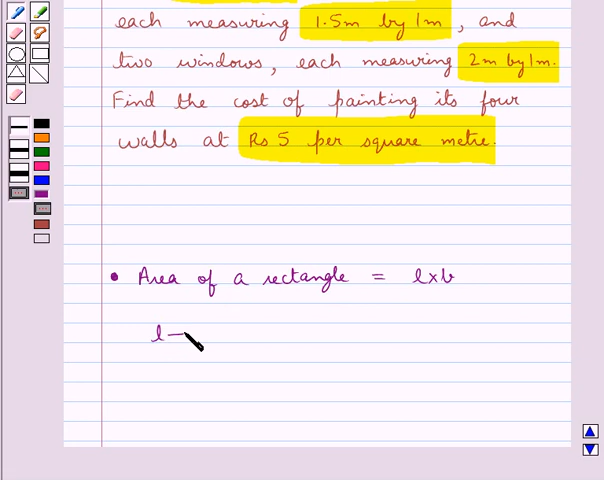 each measuring 1.5m by 1m, and
two windows, each measuring 2m by 1m.
Find the cost of painting its four
walls at Rs 5 per square metre.
• Area of a rectangle = l×b
l –